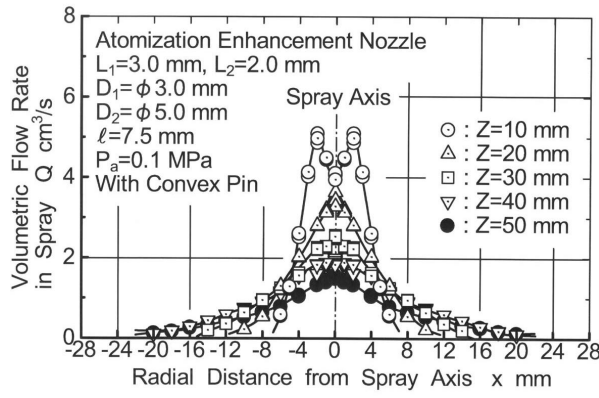 Atomization Enhancement Nozzle
L₁=3.0 mm, L₂=2.0 mm
D₁=φ3.0 mm
D₂=φ5.0 mm
ℓ=7.5 mm
Pₐ=0.1 MPa
With Convex Pin
Spray Axis
⊙ : Z=10 mm
△ : Z=20 mm
⊡ : Z=30 mm
▽ : Z=40 mm
● : Z=50 mm
Volumetric Flow Rate
in Spray Q cm³/s
8
6
4
2
0
-28 -24 -20 -16 -12 -8 -4 0 4 8 12 16 20 24 28
Radial Distance from Spray Axis x mm